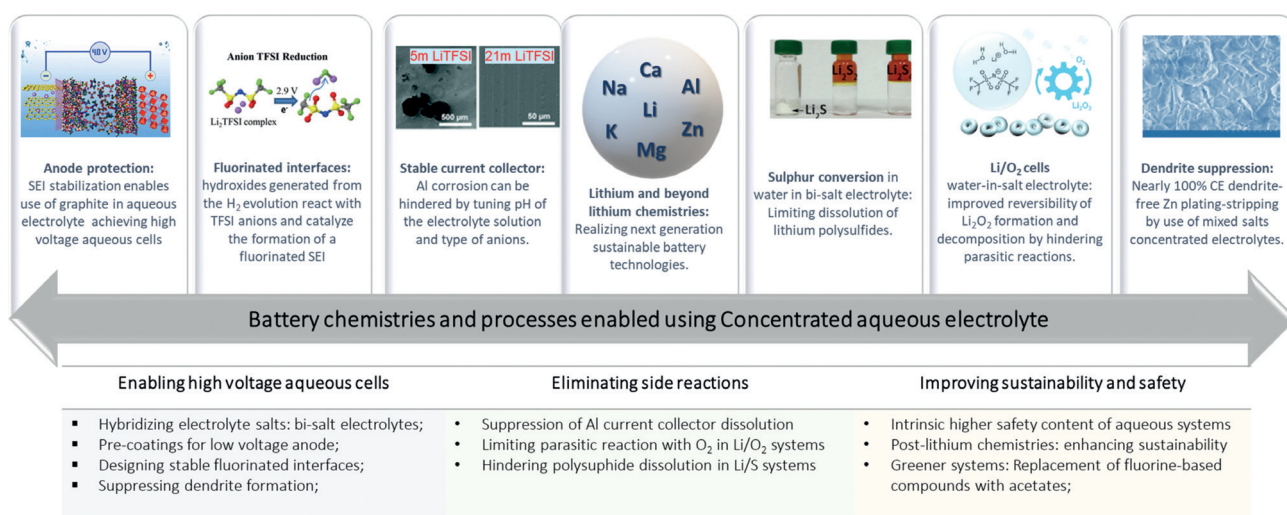 4.0 V
Anode protection:
SEI stabilization enables
use of graphite in aqueous
electrolyte achieving high
voltage aqueous cells
Anion TFSI Reduction
2.9 V
e⁻
Li₂TFSI complex
Fluorinated interfaces:
hydroxides generated from
the H₂ evolution react with
TFSI anions and catalyze
the formation of a
fluorinated SEI
5m LiTFSI
21m LiTFSI
500 μm
50 μm
Stable current collector:
Al corrosion can be
hindered by tuning pH of
the electrolyte solution
and type of anions.
Ca
Na
Al
Li
K
Zn
Mg
Lithium and beyond
lithium chemistries:
Realizing next generation
sustainable battery
technologies.
Li₂S
Sulphur conversion in
water in bi-salt electrolyte:
Limiting dissolution of
lithium polysulfides.
O₂
Li₂O₂
Li/O₂ cells
water-in-salt electrolyte:
improved reversibility of
Li₂O₂ formation and
decomposition by hindering
parasitic reactions.
Dendrite suppression:
Nearly 100% CE dendrite-
free Zn plating-stripping
by use of mixed salts
concentrated electrolytes.
Battery chemistries and processes enabled using Concentrated aqueous electrolyte
Enabling high voltage aqueous cells
▪ Hybridizing electrolyte salts: bi-salt electrolytes;
▪ Pre-coatings for low voltage anode;
▪ Designing stable fluorinated interfaces;
▪ Suppressing dendrite formation;
Eliminating side reactions
• Suppression of Al current collector dissolution
• Limiting parasitic reaction with O₂ in Li/O₂ systems
• Hindering polysuphide dissolution in Li/S systems
Improving sustainability and safety
• Intrinsic higher safety content of aqueous systems
• Post-lithium chemistries: enhancing sustainability
• Greener systems: Replacement of fluorine-based
compounds with acetates;